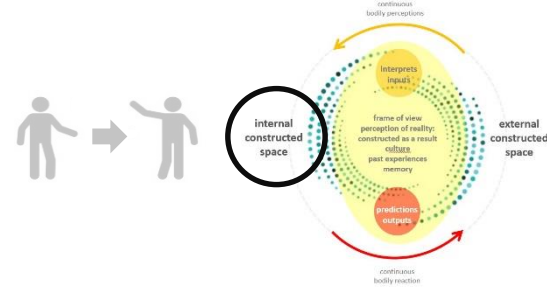 continuous
bodily perceptions
interprets
inputs
internal
constructed
space
frame of view
perception of reality:
constructed as a result
culture
past experiences
memory
external
constructed
space
predictions
outputs
continuous
bodily reaction